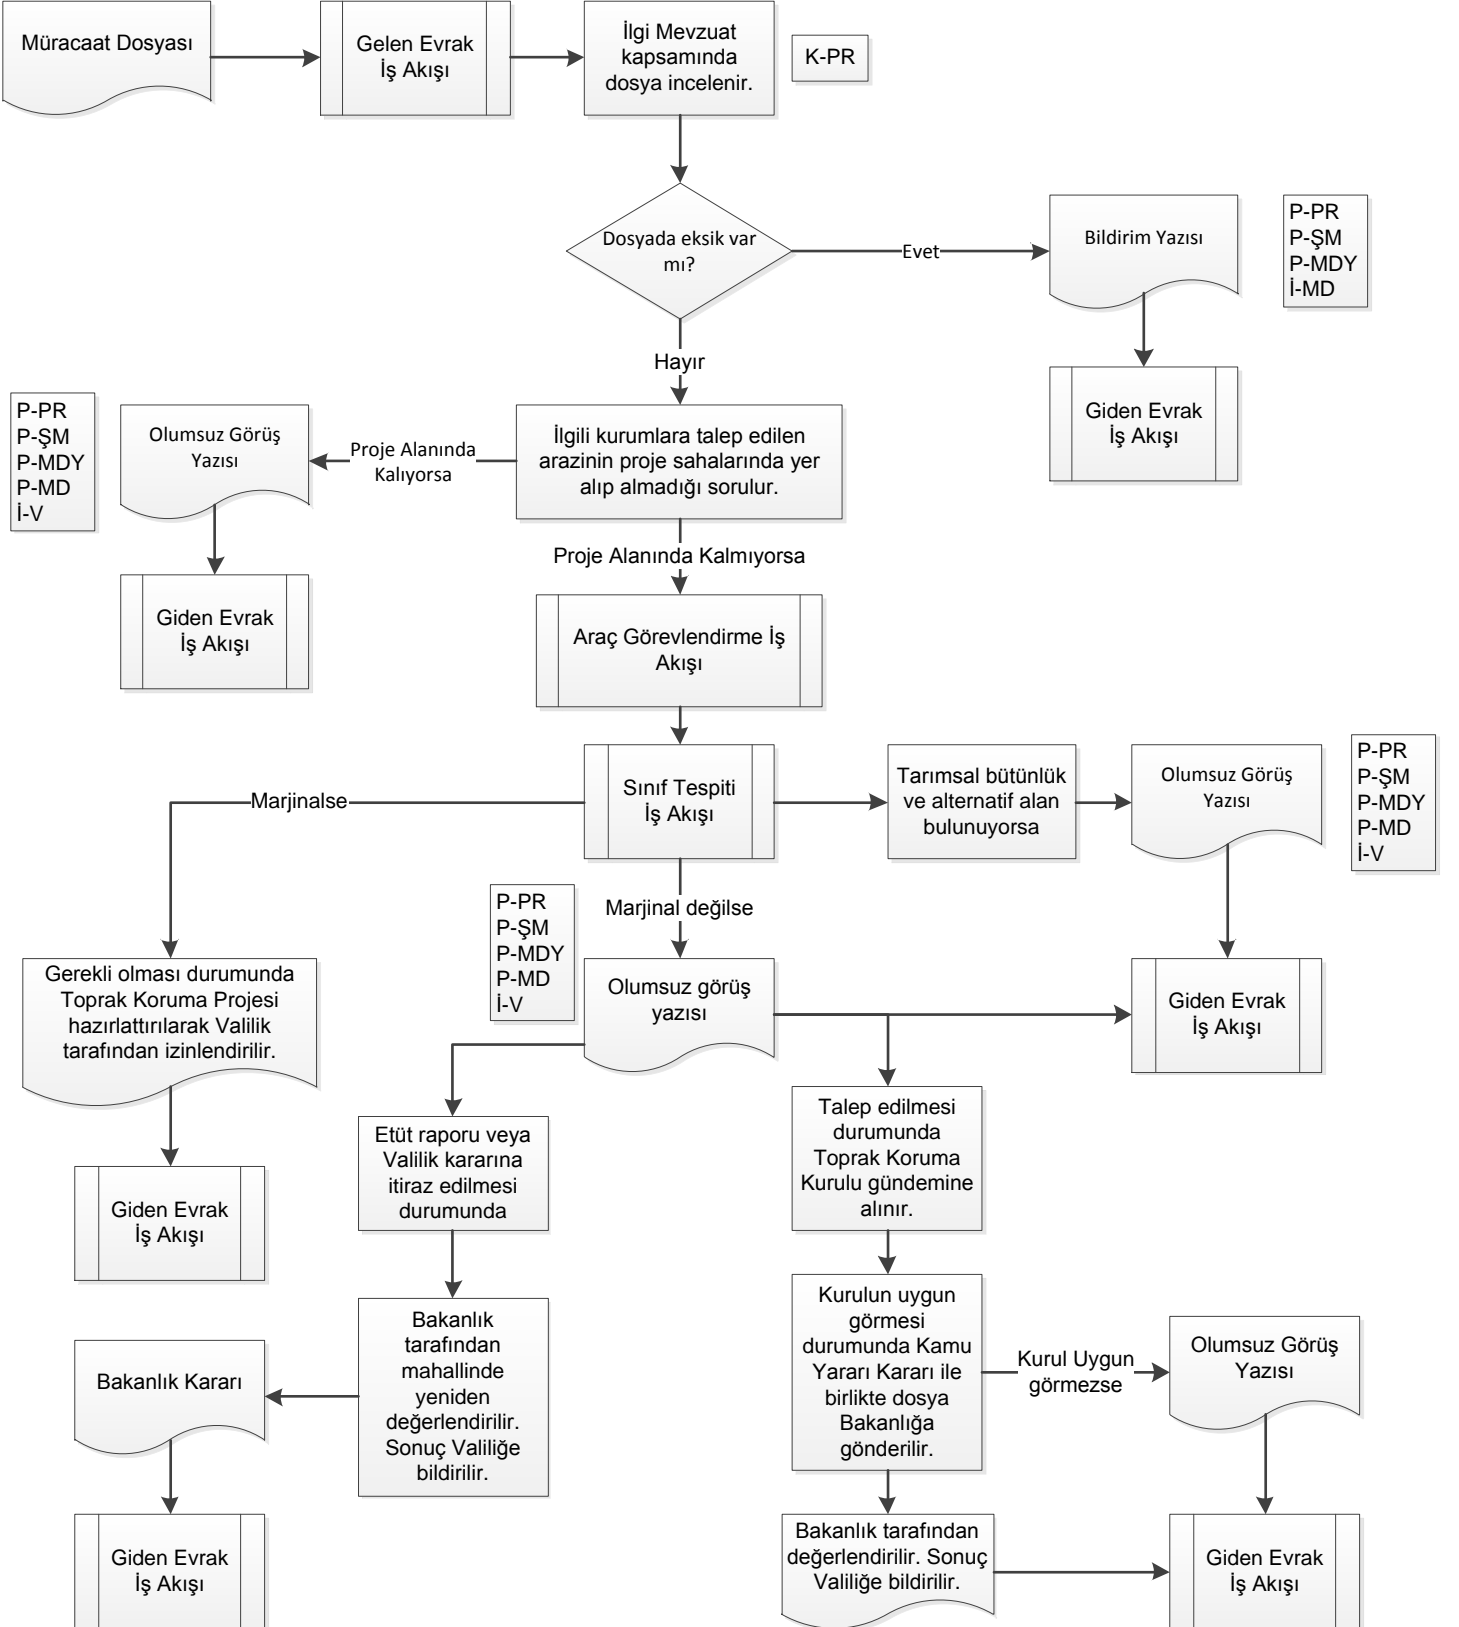 Müracaat Dosyası
Gelen Evrak
İş Akışı
İlgi Mevzuat
kapsamında
dosya incelenir.
K-PR
Dosyada eksik var
mı?
Evet
Bildirim Yazısı
P-PR
P-ŞM
P-MDY
İ-MD
Giden Evrak
İş Akışı
Hayır
İlgili kurumlara talep edilen
arazinin proje sahalarında yer
alıp almadığı sorulur.
Proje Alanında
Kalıyorsa
Olumsuz Görüş
Yazısı
P-PR
P-ŞM
P-MDY
P-MD
İ-V
Giden Evrak
İş Akışı
Proje Alanında Kalmıyorsa
Araç Görevlendirme İş
Akışı
Sınıf Tespiti
İş Akışı
Tarımsal bütünlük
ve alternatif alan
bulunuyorsa
Olumsuz Görüş
Yazısı
P-PR
P-ŞM
P-MDY
P-MD
İ-V
Marjinalse
Marjinal değilse
P-PR
P-ŞM
P-MDY
P-MD
İ-V
Olumsuz görüş
yazısı
Giden Evrak
İş Akışı
Gerekli olması durumunda
Toprak Koruma Projesi
hazırlattırılarak Valilik
tarafından izinlendirilir.
Giden Evrak
İş Akışı
Etüt raporu veya
Valilik kararına
itiraz edilmesi
durumunda
Talep edilmesi
durumunda
Toprak Koruma
Kurulu gündemine
alınır.
Bakanlık
tarafından
mahallinde
yeniden
değerlendirilir.
Sonuç Valiliğe
bildirilir.
Bakanlık Kararı
Giden Evrak
İş Akışı
Kurulun uygun
görmesi
durumunda Kamu
Yararı Kararı ile
birlikte dosya
Bakanlığa
gönderilir.
Kurul Uygun
görmezse
Olumsuz Görüş
Yazısı
Bakanlık tarafından
değerlendirilir. Sonuç
Valiliğe bildirilir.
Giden Evrak
İş Akışı